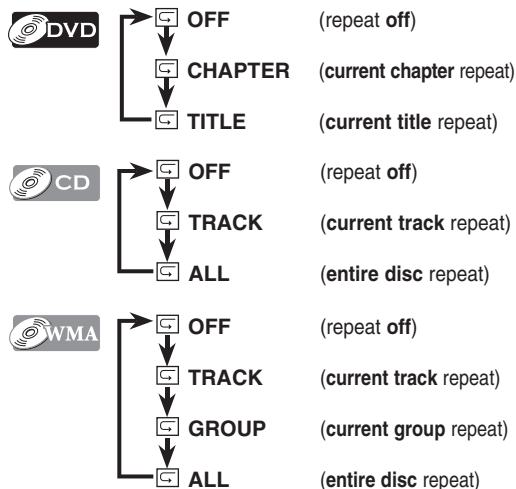 DVD OFF (repeat off)
CHAPTER (current chapter repeat)
TITLE (current title repeat)
CD OFF (repeat off)
TRACK (current track repeat)
ALL (entire disc repeat)
WMA OFF (repeat off)
TRACK (current track repeat)
GROUP (current group repeat)
ALL (entire disc repeat)